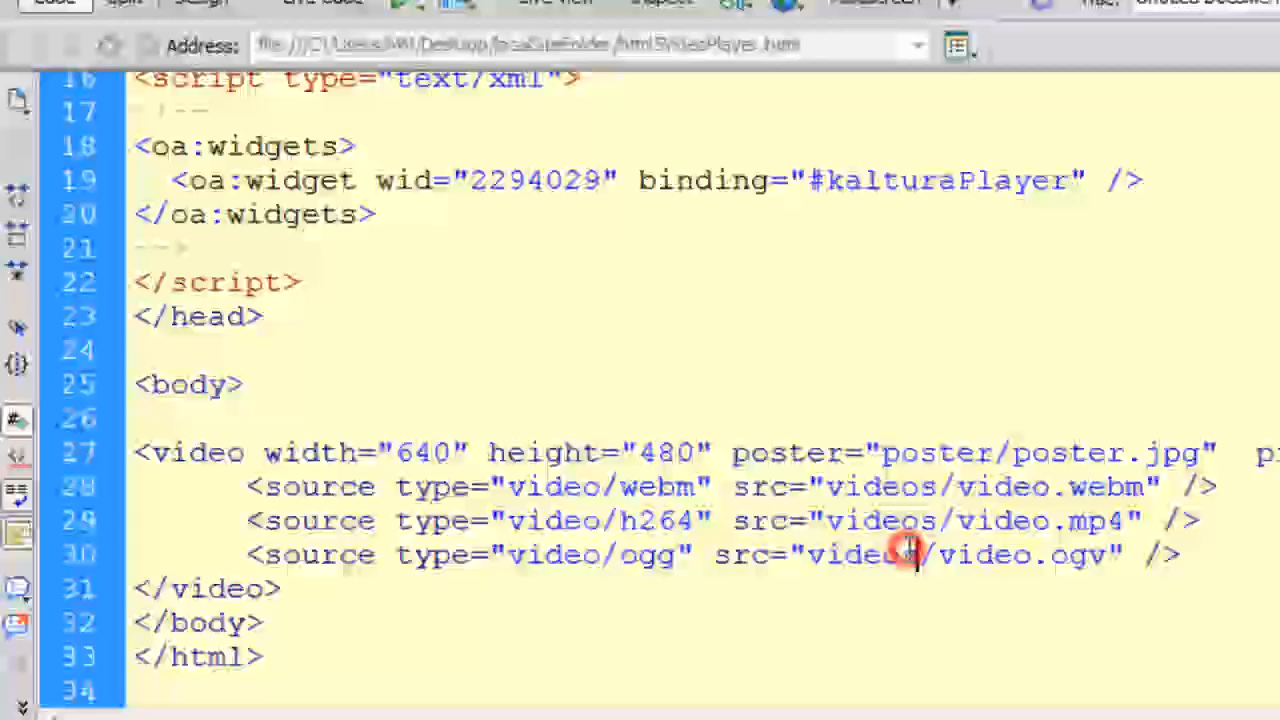 Address: file:///C|/Users/
16 <script type="text/xml">
17 <!--
18 <oa:widgets>
19 <oa:widget wid="2294029" binding="#kalturaPlayer" />
20 </oa:widgets>
21 -->
22 </script>
23 </head>
24
25 <body>
26
27 <video width="640" height="480" poster="poster/poster.jpg"
28 <source type="video/webm" src="videos/video.webm" />
29 <source type="video/h264" src="videos/video.mp4" />
30 <source type="video/ogg" src="videos/video.ogv" />
31 </video>
32 </body>
33 </html>
34